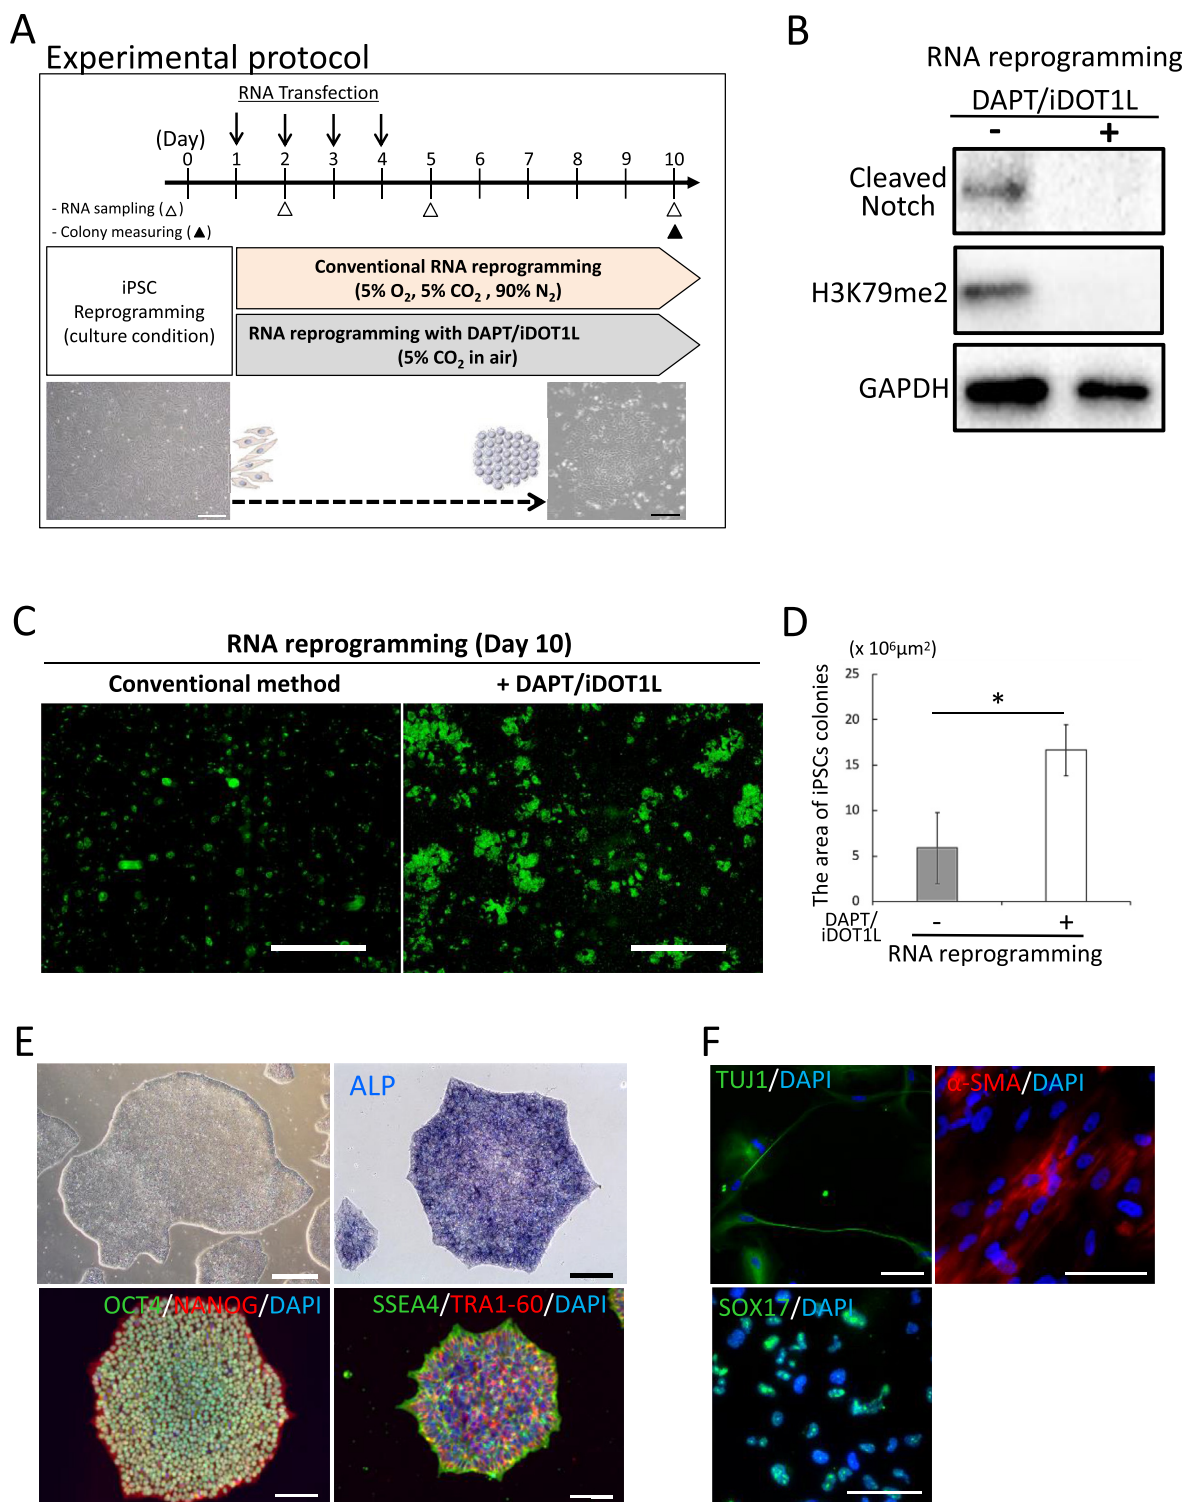 A
Experimental protocol
RNA Transfection
(Day)
0 1 2 3 4 5 6 7 8 9 10
- RNA sampling (△)
- Colony measuring (▲)
iPSC
Reprogramming
(culture condition)
Conventional RNA reprogramming
(5% O₂, 5% CO₂ , 90% N₂)
RNA reprogramming with DAPT/iDOT1L
(5% CO₂ in air)
B
RNA reprogramming
DAPT/iDOT1L
- +
Cleaved
Notch
H3K79me2
GAPDH
C
RNA reprogramming (Day 10)
Conventional method
+ DAPT/iDOT1L
D
(x 10⁶µm²)
The area of iPSCs colonies
25
20
15
10
5
0
*
DAPT/
iDOT1L
- +
RNA reprogramming
E
ALP
OCT4/NANOG/DAPI
SSEA4/TRA1-60/DAPI
F
TUJ1/DAPI
α-SMA/DAPI
SOX17/DAPI